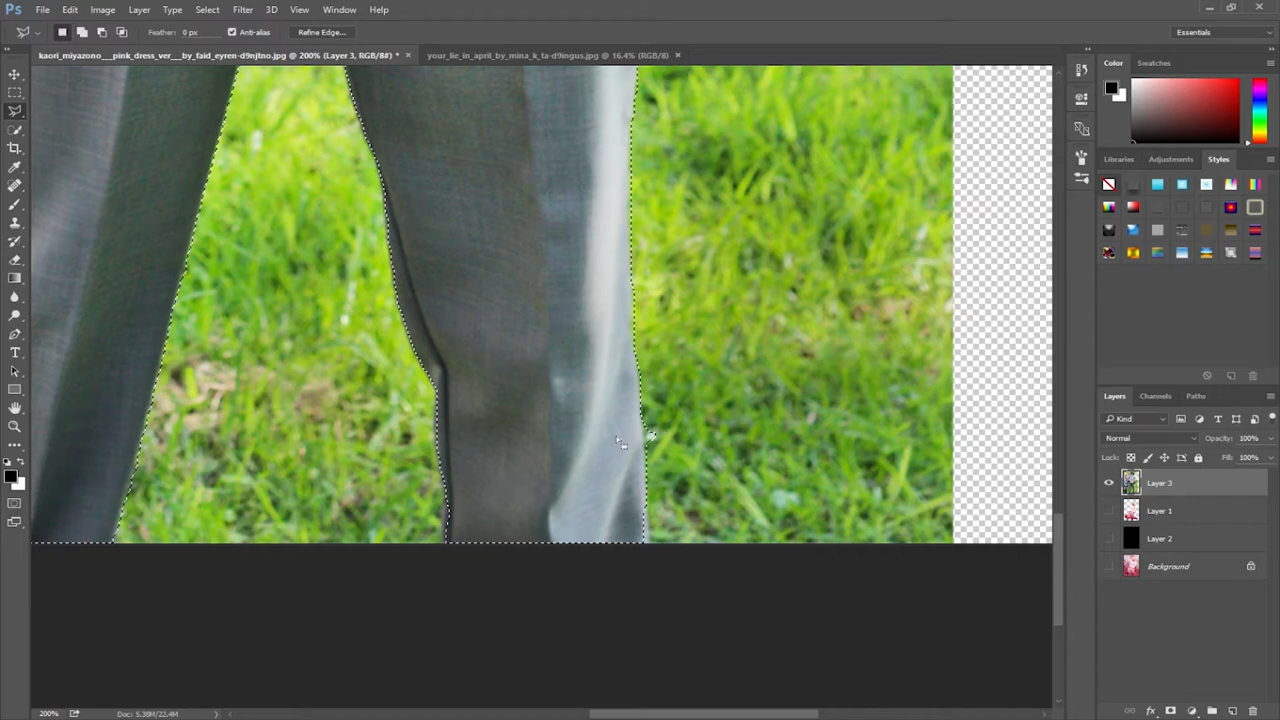 Ps File Edit Image Layer Type Select Filter 3D View Window Help
Feather: 0 px Anti-alias Refine Edge... Essentials
kaori_miyazono___pink_dress_ver___by_faid_eyren-d9njtno.jpg @ 200% (Layer 3, RGB/8#) * × your_lie_in_april_by_mina_k_ta-d9ingus.jpg @ 16.4% (RGB/8) ×
Color Swatches
Libraries Adjustments Styles
Layers Channels Paths
Kind
Normal Opacity: 100%
Lock: Fill: 100%
Layer 3
Layer 1
Layer 2
Background
200% Doc: 5.38M/22.4M